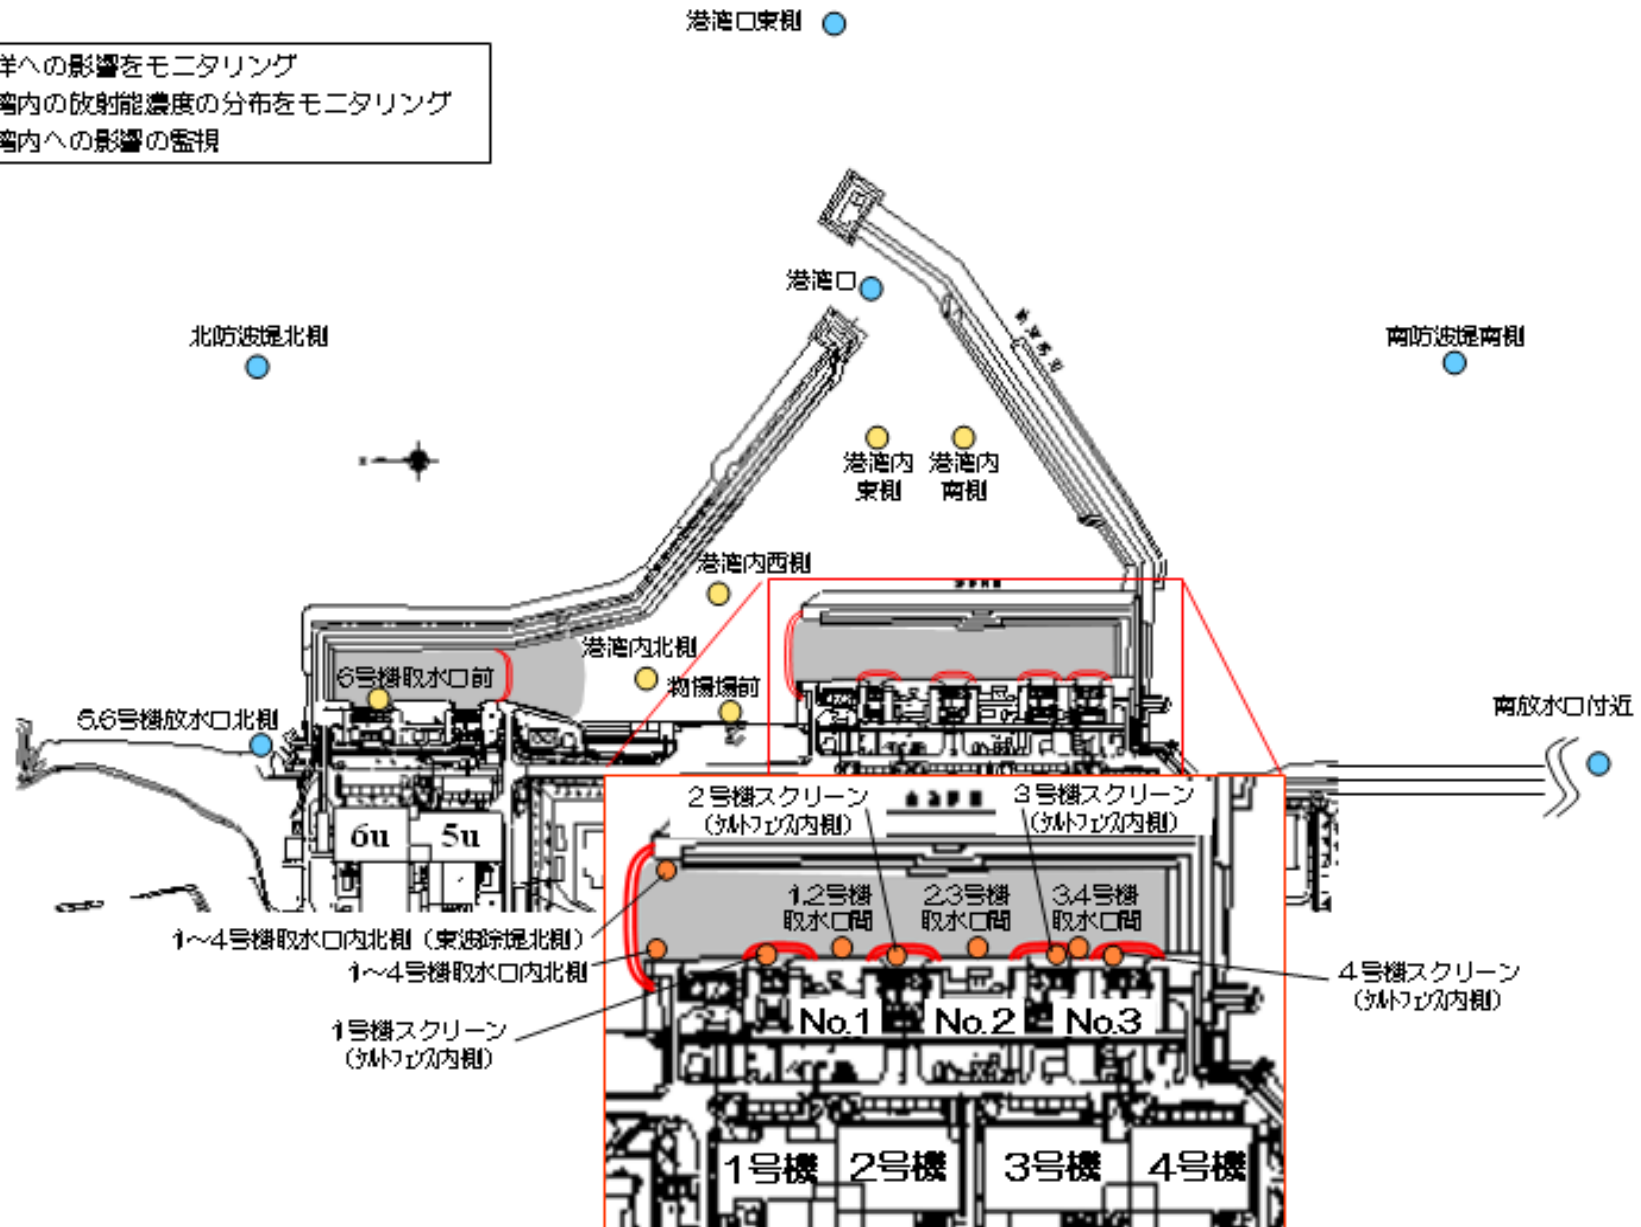 港湾口東側
洋への影響をモニタリング
湾内の放射能濃度の分布をモニタリング
湾内への影響の監視
港湾口
北防波堤北側
南防波堤南側
港湾内
東側
港湾内
南側
港湾内西側
港湾内北側
物揚場前
6号機取水口前
5,6号機放水口北側
南放水口付近
6u
5u
2号機スクリーン
(シルトフェンス内側)
3号機スクリーン
(シルトフェンス内側)
1,2号機
取水口間
2,3号機
取水口間
3,4号機
取水口間
1～4号機取水口内北側（東波除堤北側）
1～4号機取水口内北側
4号機スクリーン
(シルトフェンス内側)
1号機スクリーン
(シルトフェンス内側)
No.1
No.2
No.3
1号機
2号機
3号機
4号機